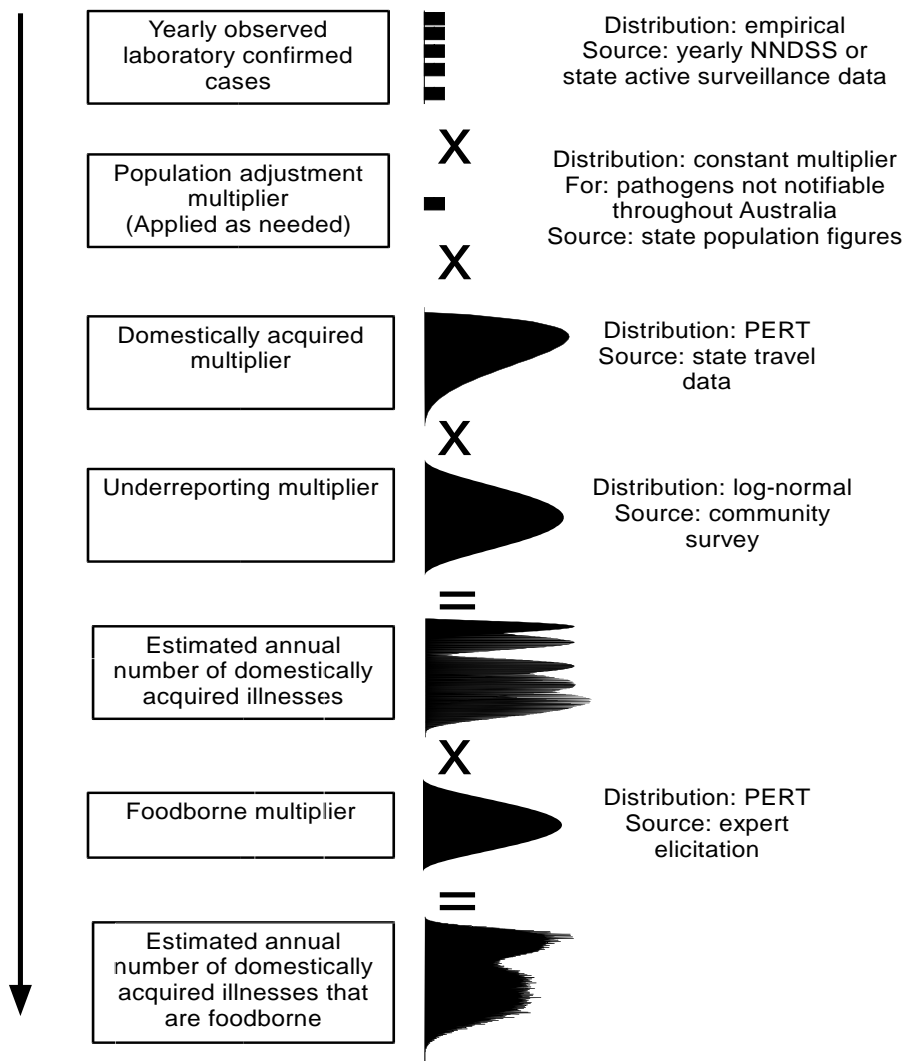 Yearly observed
laboratory confirmed
cases
Distribution: empirical
Source: yearly NNDSS or
state active surveillance data
X
Population adjustment
multiplier
(Applied as needed)
Distribution: constant multiplier
For: pathogens not notifiable
throughout Australia
Source: state population figures
X
Domestically acquired
multiplier
Distribution: PERT
Source: state travel
data
X
Underreporting multiplier
Distribution: log-normal
Source: community
survey
=
Estimated annual
number of domestically
acquired illnesses
X
Foodborne multiplier
Distribution: PERT
Source: expert
elicitation
=
Estimated annual
number of domestically
acquired illnesses that
are foodborne